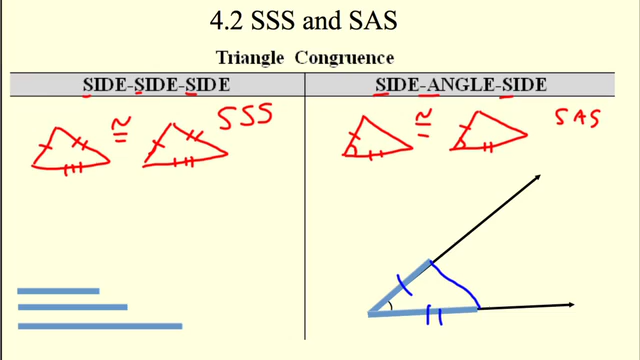 4.2 SSS and SAS
Triangle Congruence
SIDE-SIDE-SIDE
SIDE-ANGLE-SIDE
≅ SSS
≅ SAS